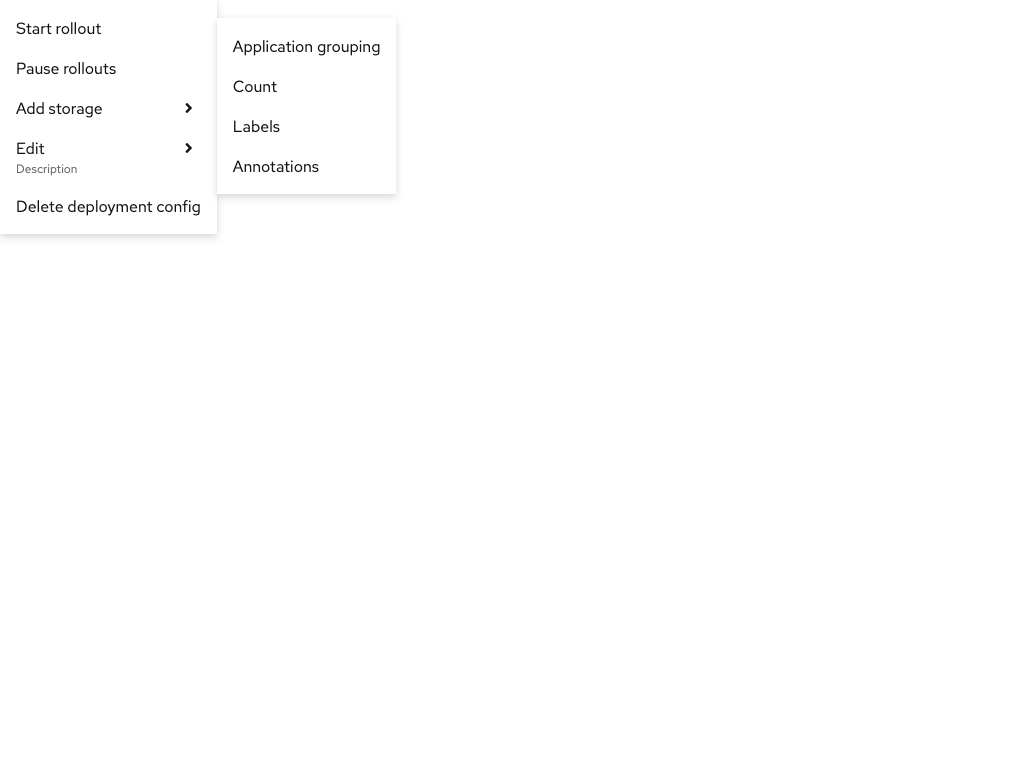 Start rollout
Pause rollouts
Add storage
Edit
Description
Delete deployment config
Application grouping
Count
Labels
Annotations